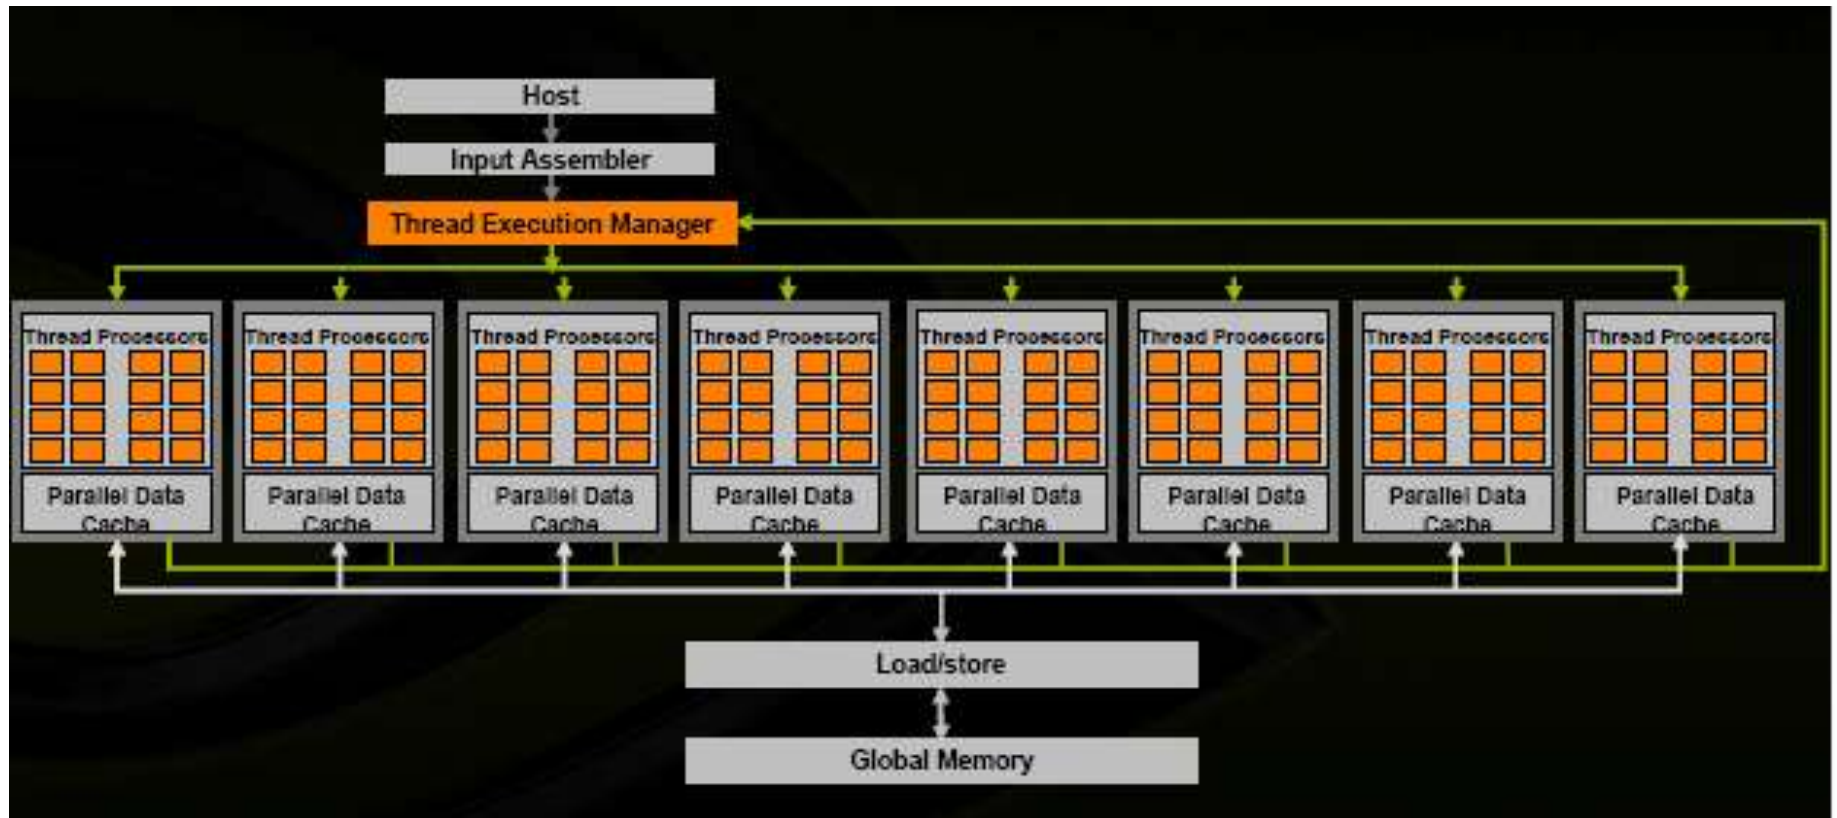 Host
Input Assembler
Thread Execution Manager
Thread Processors
Thread Processors
Thread Processors
Thread Processors
Thread Processors
Thread Processors
Thread Processors
Thread Processors
Parallel Data
Cache
Parallel Data
Cache
Parallel Data
Cache
Parallel Data
Cache
Parallel Data
Cache
Parallel Data
Cache
Parallel Data
Cache
Parallel Data
Cache
Load/store
Global Memory